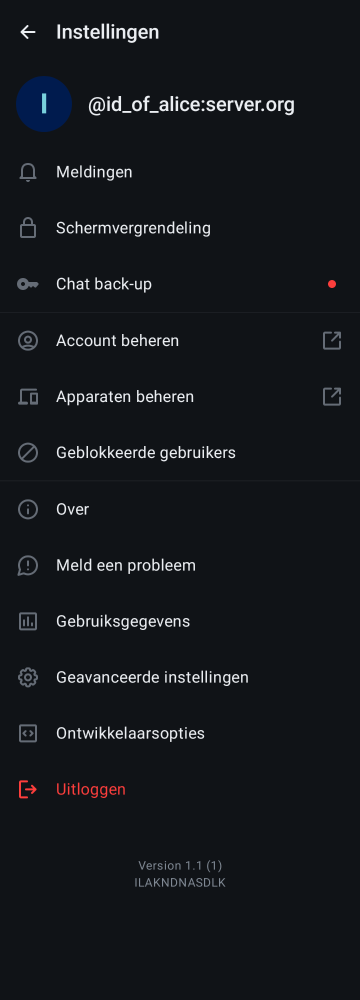 Instellingen
I
@id_of_alice:server.org
Meldingen
Schermvergrendeling
Chat back-up
Account beheren
Apparaten beheren
Geblokkeerde gebruikers
Over
Meld een probleem
Gebruiksgegevens
Geavanceerde instellingen
Ontwikkelaarsopties
Uitloggen
Version 1.1 (1)
ILAKNDNASDLK